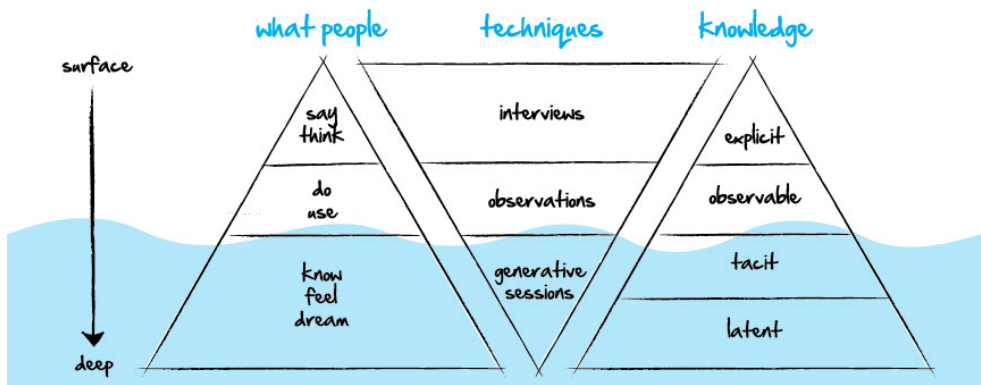 what people
techniques
knowledge
surface
say
think
interviews
explicit
do
use
observations
observable
know
feel
dream
generative
sessions
tacit
latent
deep